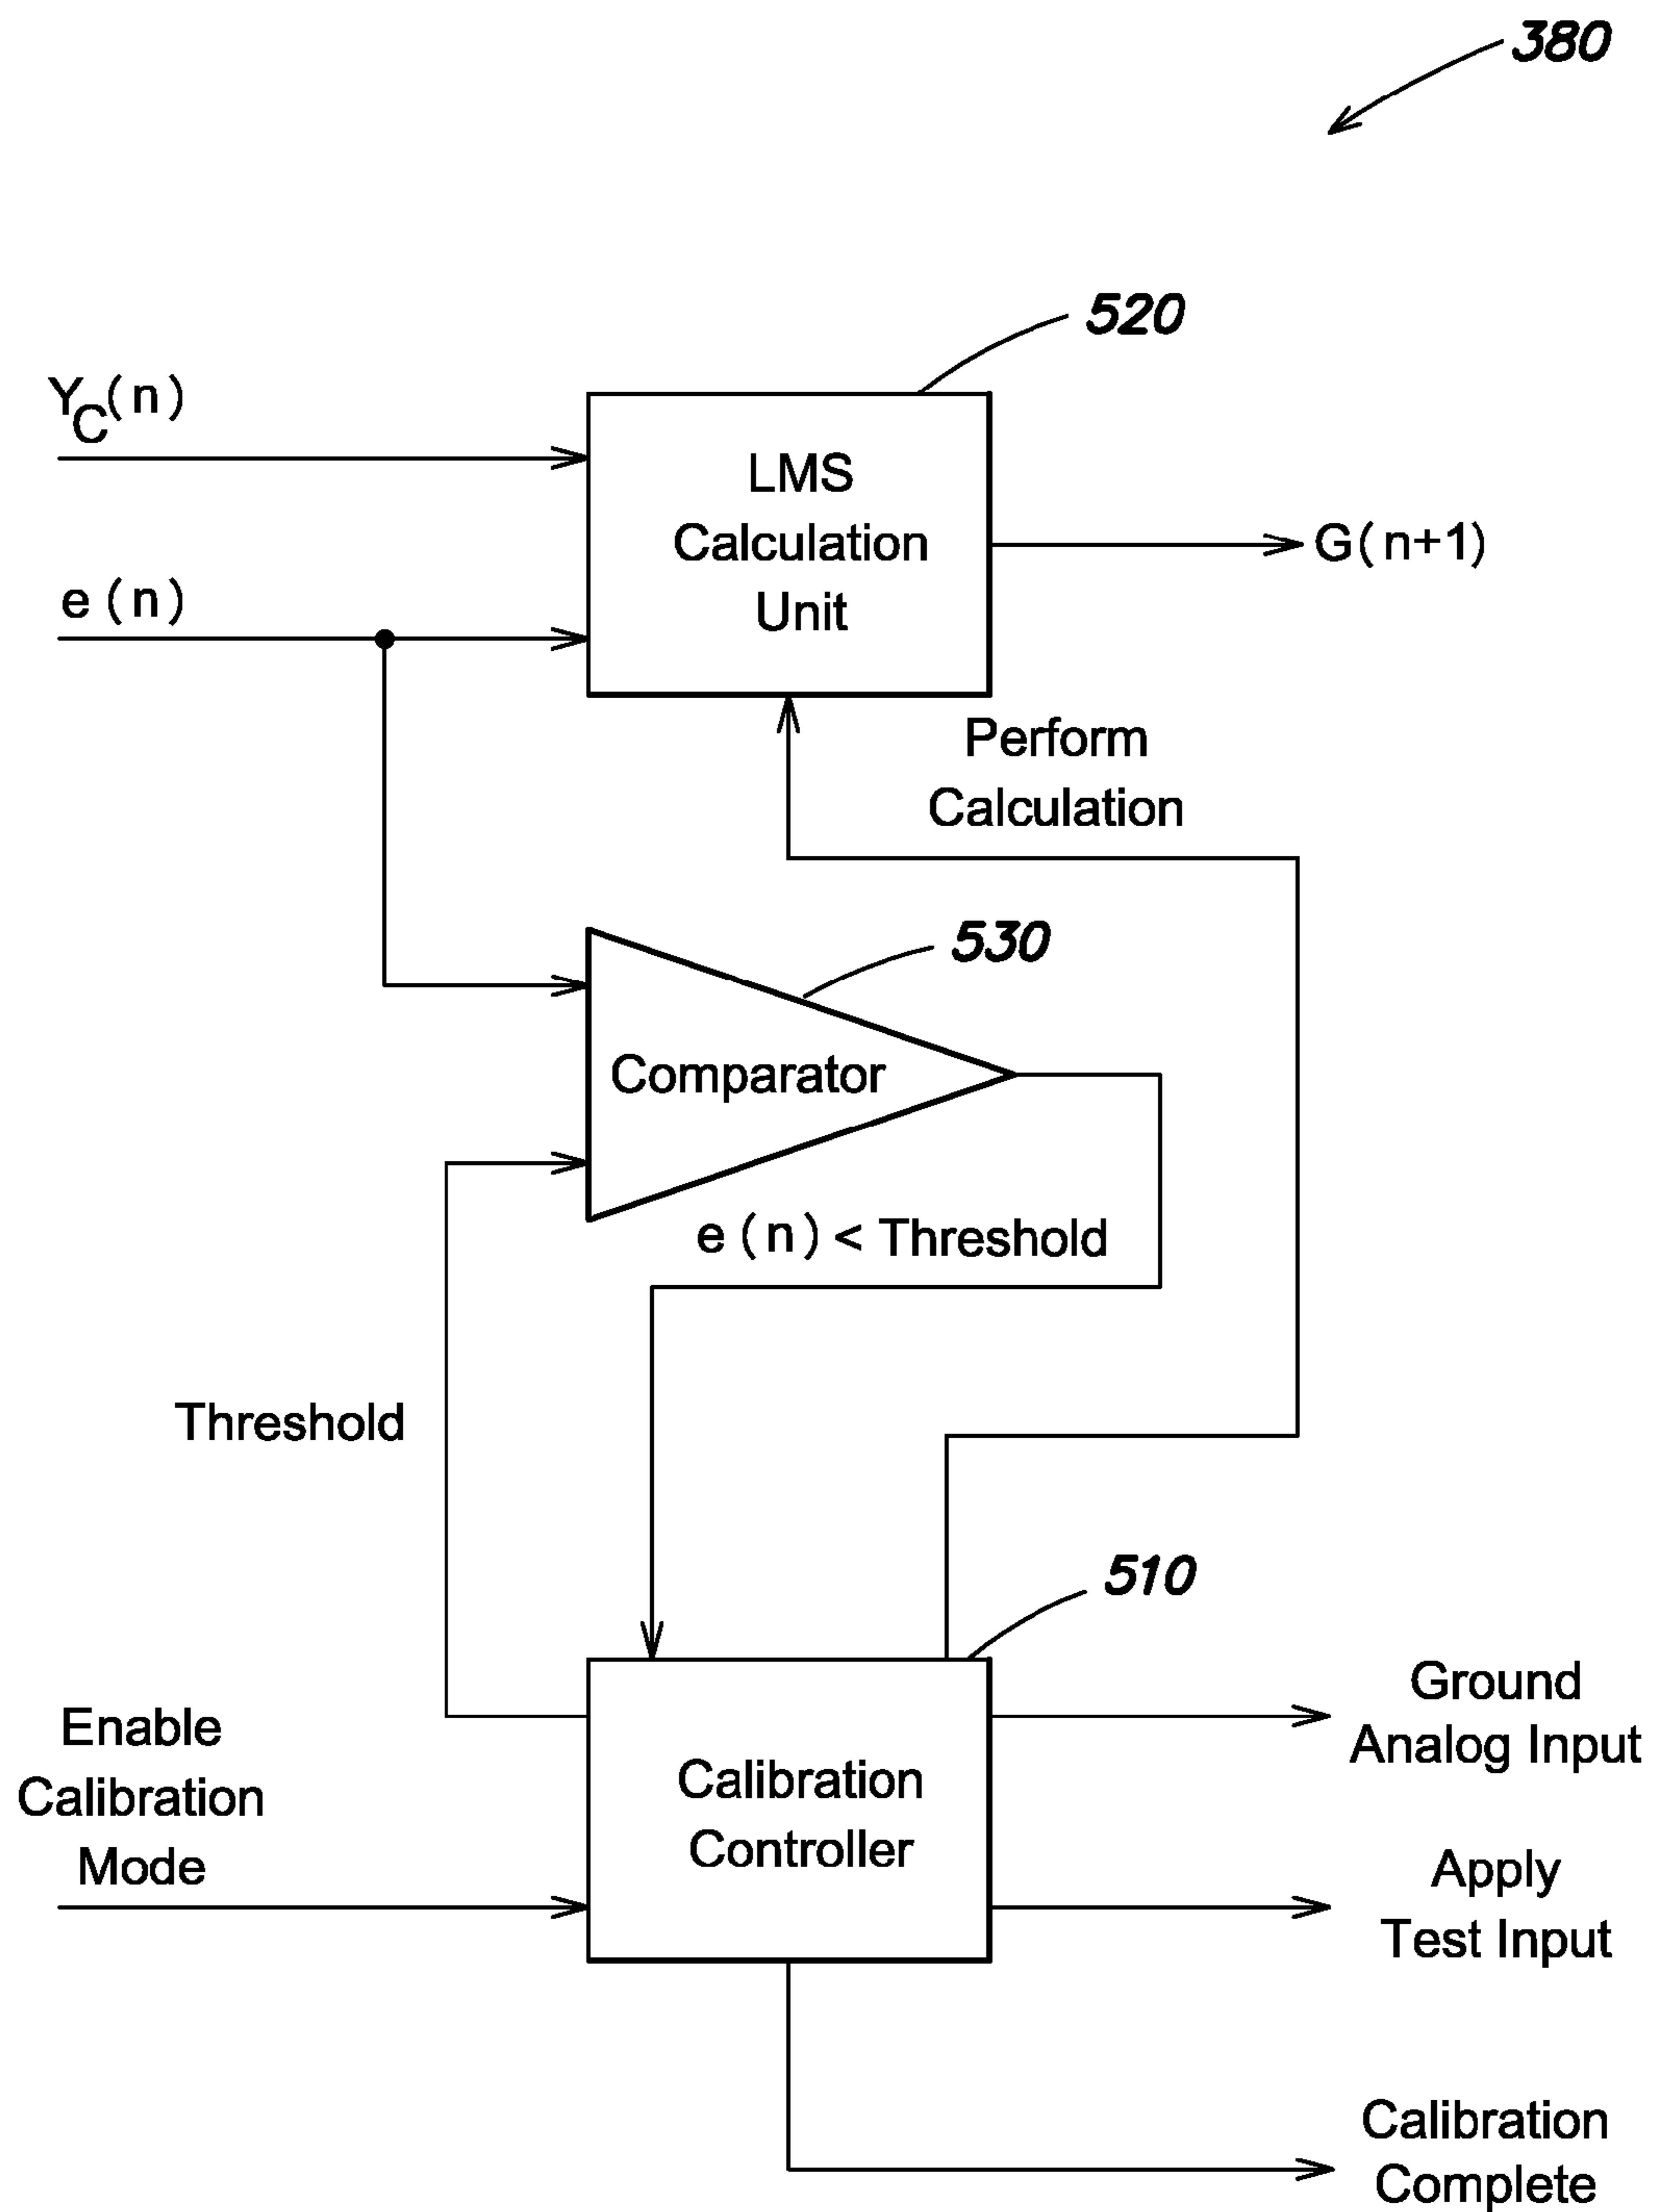 380
520
Y_C(n)
LMS
Calculation
Unit
G(n+1)
e(n)
Perform
Calculation
530
Comparator
e(n) < Threshold
Threshold
510
Enable
Calibration
Mode
Calibration
Controller
Ground
Analog Input
Apply
Test Input
Calibration
Complete